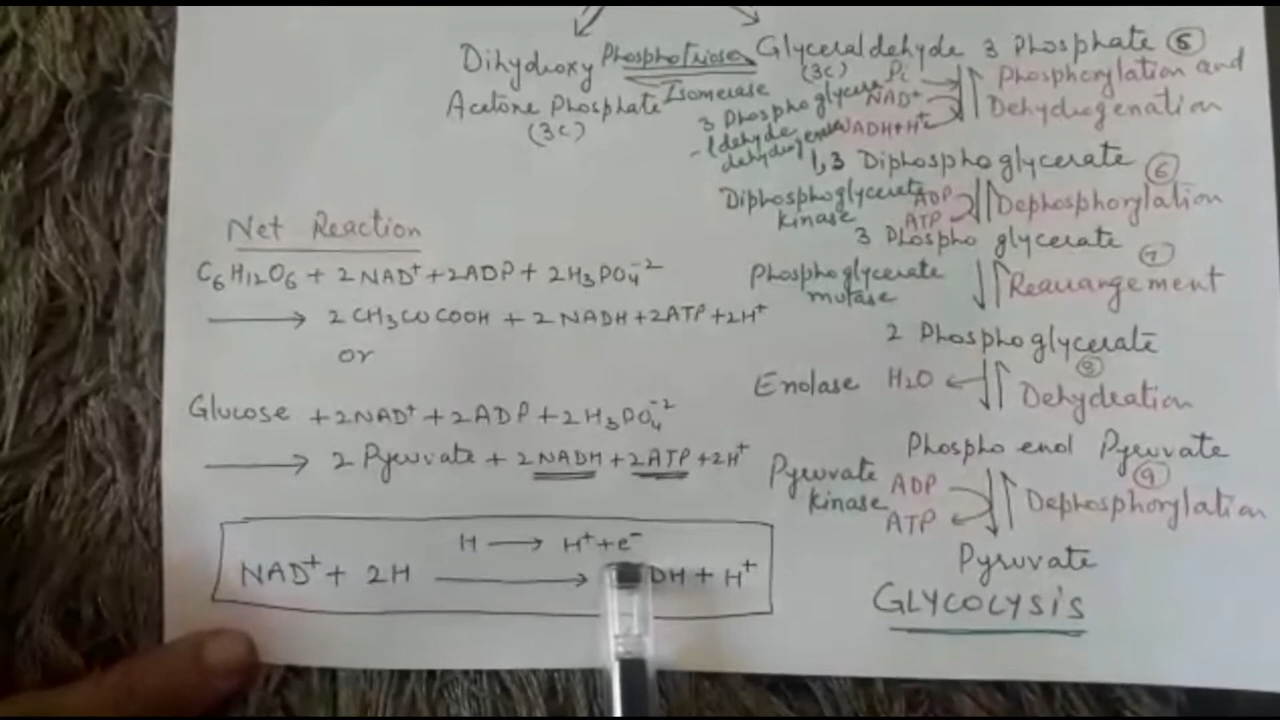 Dihydroxy Phosphotriose Glyceraldehyde 3 Phosphate ⑤
Acetone Phosphate Isomerase (3C) Pi Phosphorylation and
(3C) 3 Phosphoglycera NAD+ Dehydrogenation
-ldehyde NADH+H+
dehydrogenase
1,3 Diphosphoglycerate ⑥
Diphosphoglycerate ADP Dephosphorylation
kinase ATP
3 Phospho glycerate ⑦
Phosphoglycerate Rearrangement
mutase
2 Phosphoglycerate ⑧
Enolase H2O Dehydration
Phospho enol Pyruvate ⑨
Pyruvate ADP Dephosphorylation
kinase ATP
Pyruvate
GLYCOLYSIS
Net Reaction
C6H12O6 + 2NAD+ + 2ADP + 2H3PO4-2
⟶ 2CH3COCOOH + 2NADH + 2ATP + 2H+
or
Glucose + 2NAD+ + 2ADP + 2H3PO4-2
⟶ 2 Pyruvate + 2NADH + 2ATP + 2H+
H ⟶ H+ + e-
NAD+ + 2H ⟶ DH + H+